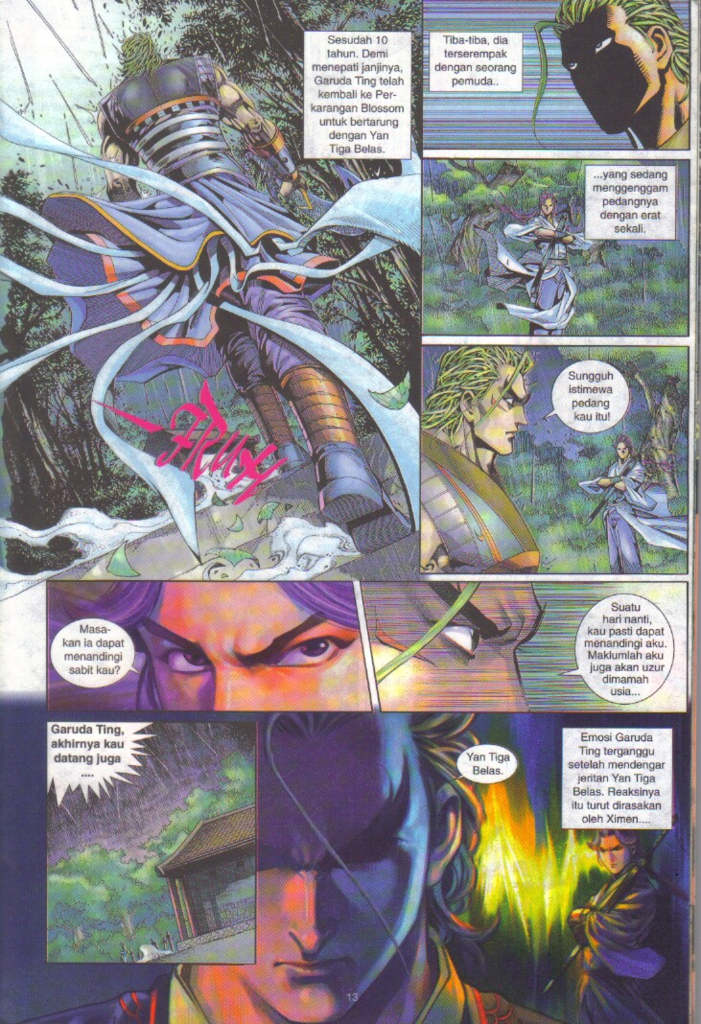 Sesudah 10
tahun. Demi
menepati janjinya,
Garuda Ting telah
kembali ke Per-
karangan Blossom
untuk bertarung
dengan Yan
Tiga Belas.
Tiba-tiba, dia
terserempak
dengan seorang
pemuda..
...yang sedang
menggenggam
pedangnya
dengan erat
sekali.
Sungguh
istimewa
pedang
kau itu!
Masa-
kan ia dapat
menandingi
sabit kau?
Suatu
hari nanti,
kau pasti dapat
menandingi aku.
Maklumlah aku
juga akan uzur
dimamah
usia...
Garuda Ting,
akhirnya kau
datang juga
....
Yan Tiga
Belas.
Emosi Garuda
Ting terganggu
setelah mendengar
jeritan Yan Tiga
Belas. Reaksinya
itu turut dirasakan
oleh Ximen....
13